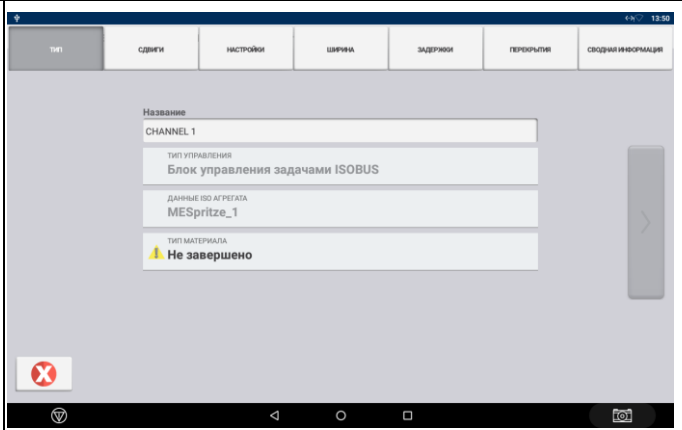 13:50
ТИП
СДВИГИ
НАСТРОЙКИ
ШИРИНА
ЗАДЕРЖКИ
ПЕРЕКРЫТИЯ
СВОДНАЯ ИНФОРМАЦИЯ
Название
CHANNEL 1
ТИП УПРАВЛЕНИЯ
Блок управления задачами ISOBUS
ДАННЫЕ ISO АГРЕГАТА
MESpritze_1
ТИП МАТЕРИАЛА
Не завершено